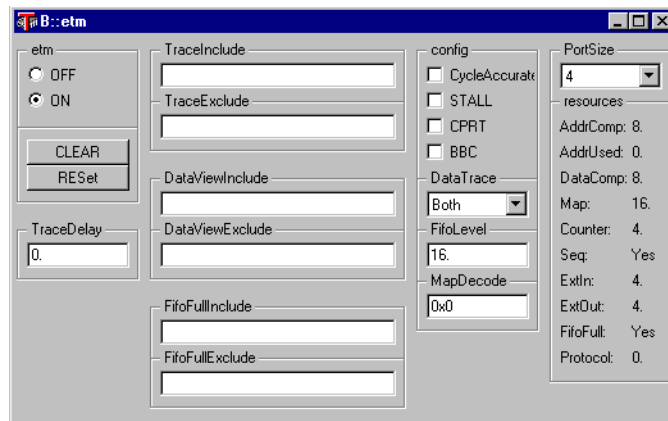 B::etm
etm
OFF
ON
CLEAR
RESet
TraceDelay
0.
TraceInclude
TraceExclude
DataViewInclude
DataViewExclude
FifoFullInclude
FifoFullExclude
config
CycleAccurate
STALL
CPRT
BBC
DataTrace
Both
FifoLevel
16.
MapDecode
0x0
PortSize
4
resources
AddrComp: 8.
AddrUsed: 0.
DataComp: 8.
Map: 16.
Counter: 4.
Seq: Yes
ExtIn: 4.
ExtOut: 4.
FifoFull: Yes
Protocol: 0.